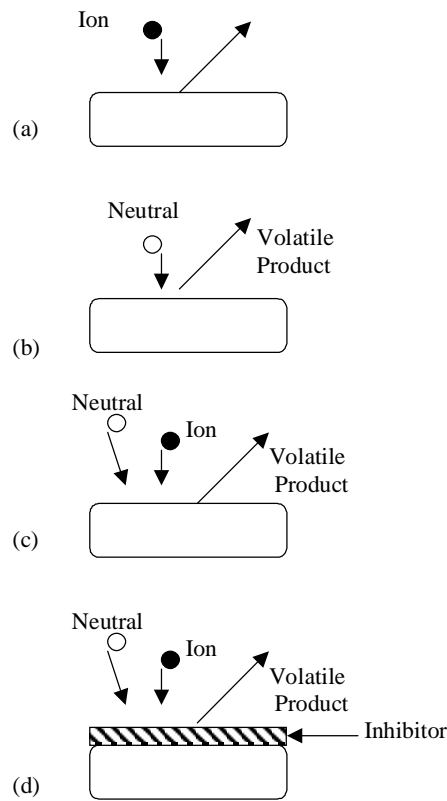 Ion
(a)
Neutral
Volatile
Product
(b)
Neutral
Ion
Volatile
Product
(c)
Neutral
Ion
Volatile
Product
Inhibitor
(d)